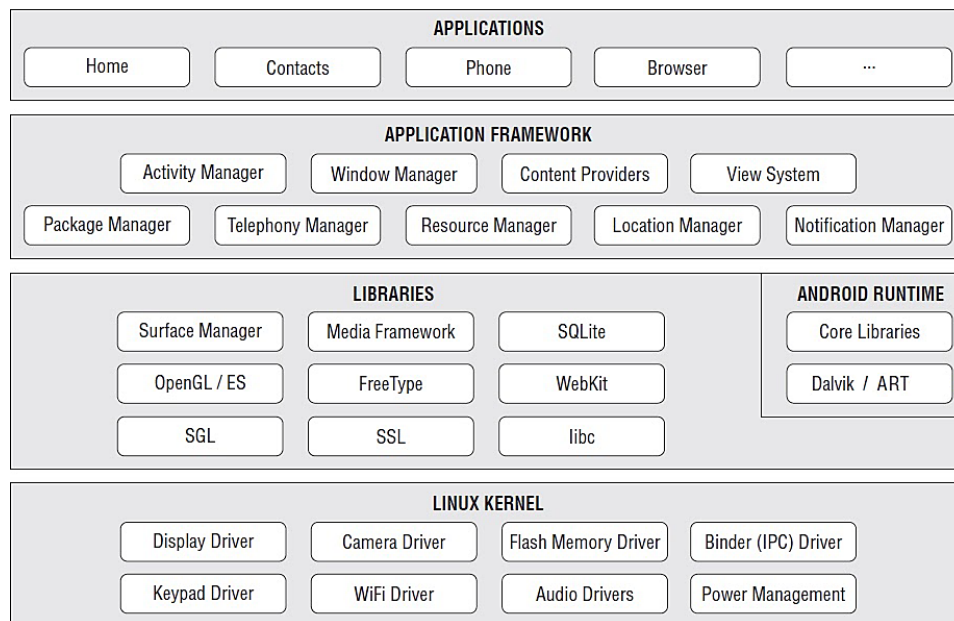 APPLICATIONS
Home Contacts Phone Browser ...
APPLICATION FRAMEWORK
Activity Manager Window Manager Content Providers View System
Package Manager Telephony Manager Resource Manager Location Manager Notification Manager
LIBRARIES ANDROID RUNTIME
Surface Manager Media Framework SQLite Core Libraries
OpenGL / ES FreeType WebKit Dalvik / ART
SGL SSL libc
LINUX KERNEL
Display Driver Camera Driver Flash Memory Driver Binder (IPC) Driver
Keypad Driver WiFi Driver Audio Drivers Power Management